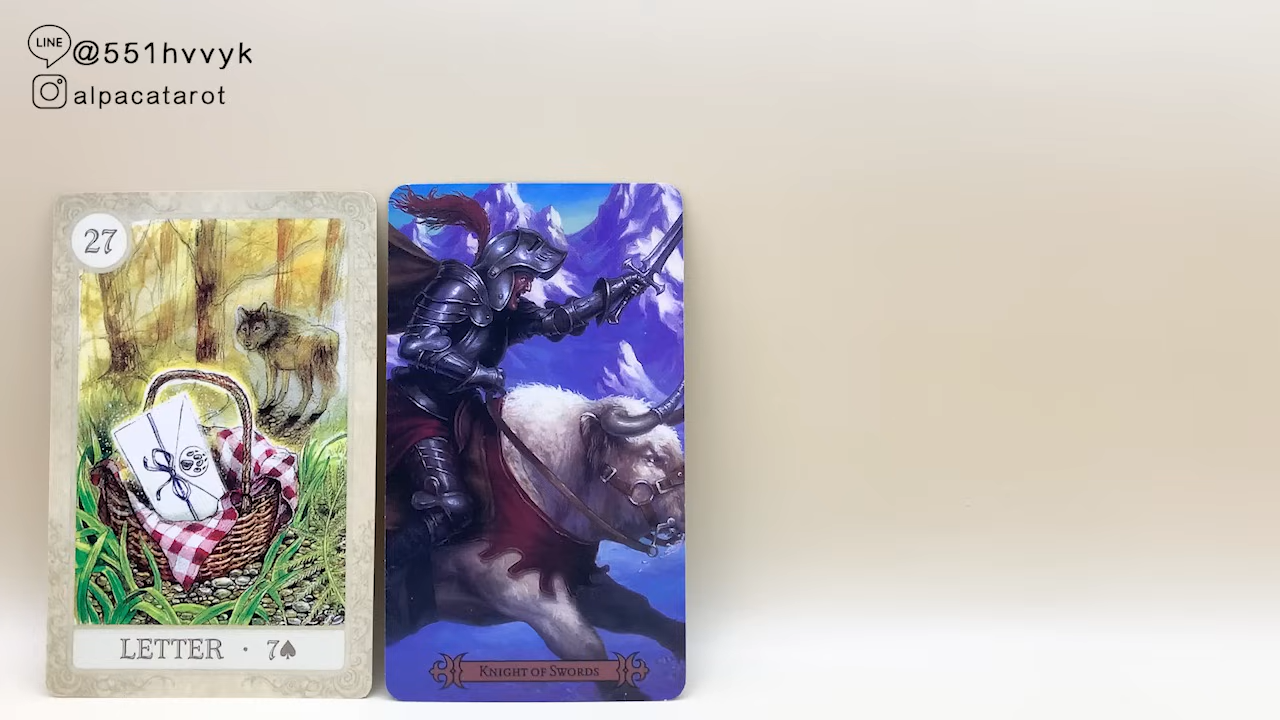 LINE @551hvvyk
alpacatarot
27
LETTER · 7♠
KNIGHT OF SWORDS